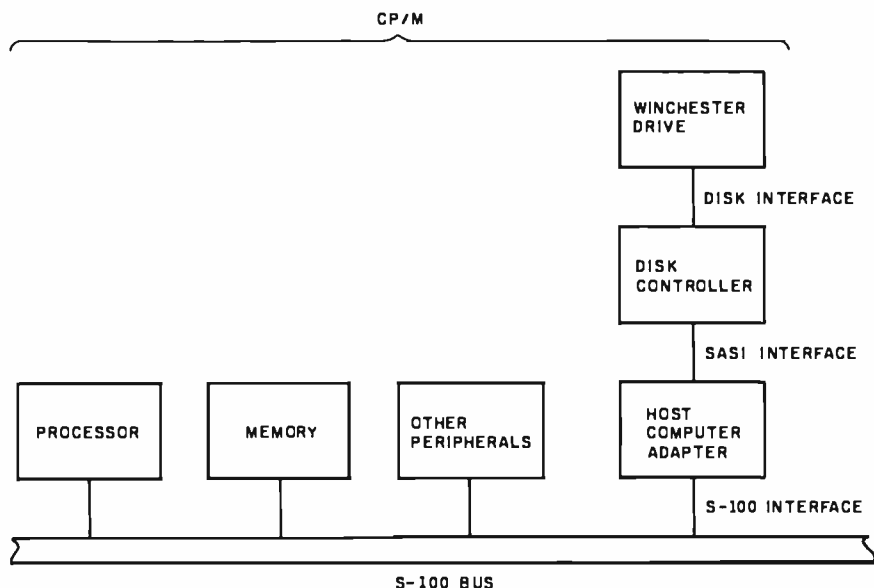 CP/M
WINCHESTER
DRIVE
DISK INTERFACE
DISK
CONTROLLER
SASI INTERFACE
PROCESSOR
MEMORY
OTHER
PERIPHERALS
HOST
COMPUTER
ADAPTER
S-100 INTERFACE
S-100 BUS